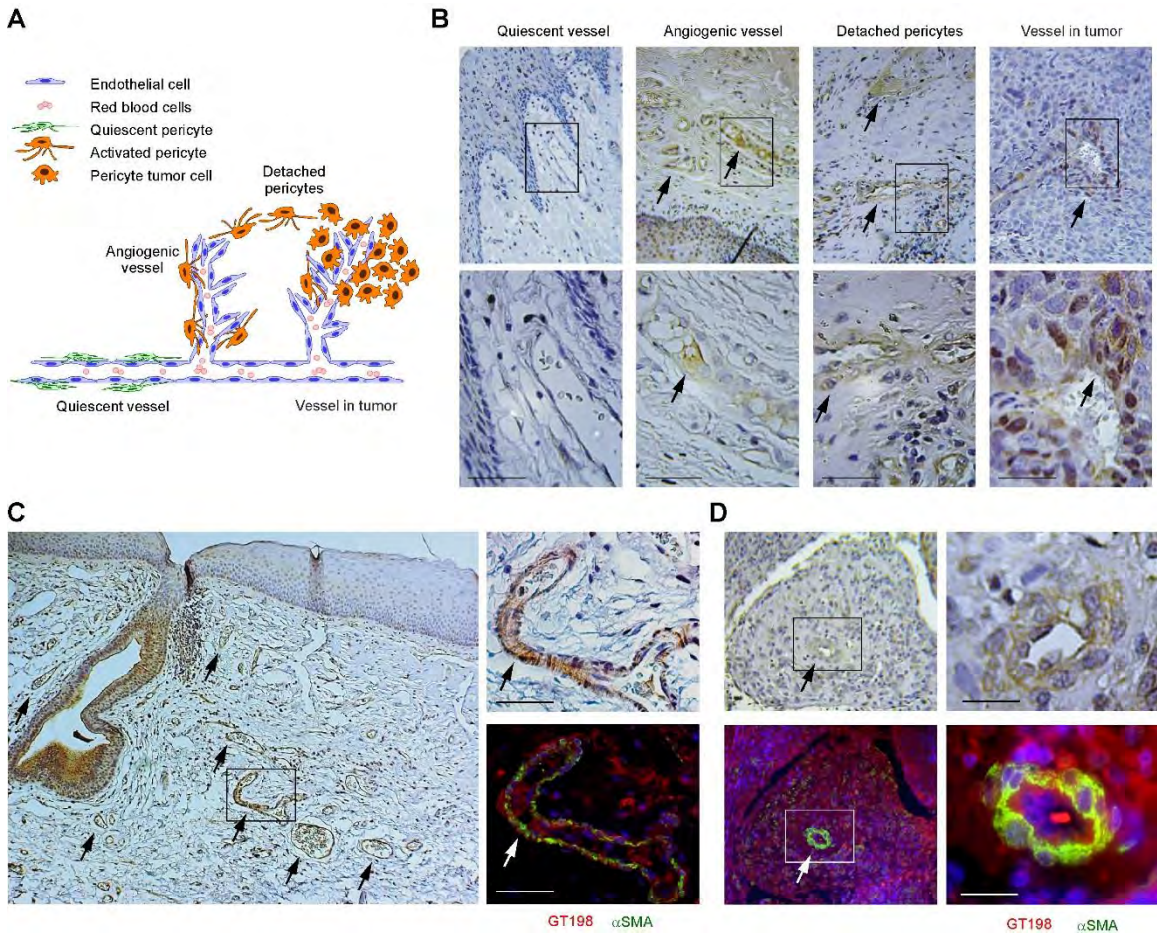 A
Endothelial cell
Red blood cells
Quiescent pericyte
Activated pericyte
Pericyte tumor cell
Detached
pericytes
Angiogenic
vessel
Quiescent vessel
Vessel in tumor
B
Quiescent vessel
Angiogenic vessel
Detached pericytes
Vessel in tumor
C
GT198 αSMA
D
GT198 αSMA